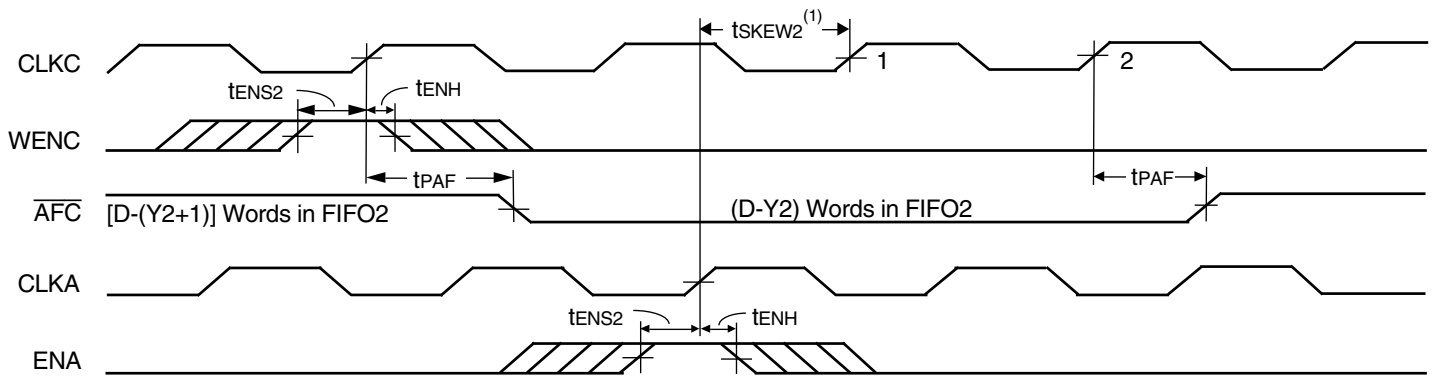 tSKEW2(1)
CLKC
1
2
tENS2
tENH
WENC
tPAF
tPAF
AFC
[D-(Y2+1)] Words in FIFO2
(D-Y2) Words in FIFO2
CLKA
tENS2
tENH
ENA